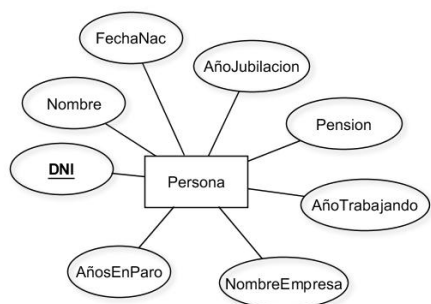 FechaNac
AñoJubilacion
Nombre
Pension
DNI
Persona
AñoTrabajando
AñosEnParo
NombreEmpresa